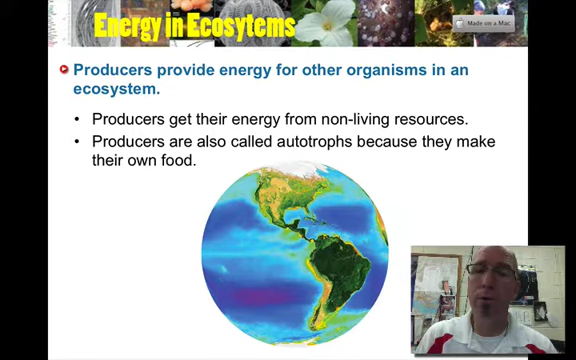 Energy in Ecosytems
Made on a Mac
Producers provide energy for other organisms in an
ecosystem.
• Producers get their energy from non-living resources.
• Producers are also called autotrophs because they make
their own food.